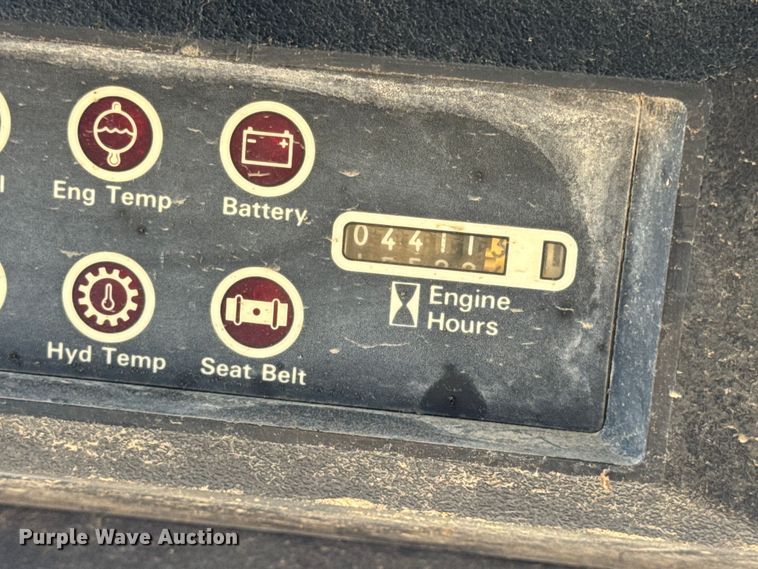 Eng Temp
Battery
04411
Engine
Hours
Hyd Temp
Seat Belt
Purple Wave Auction